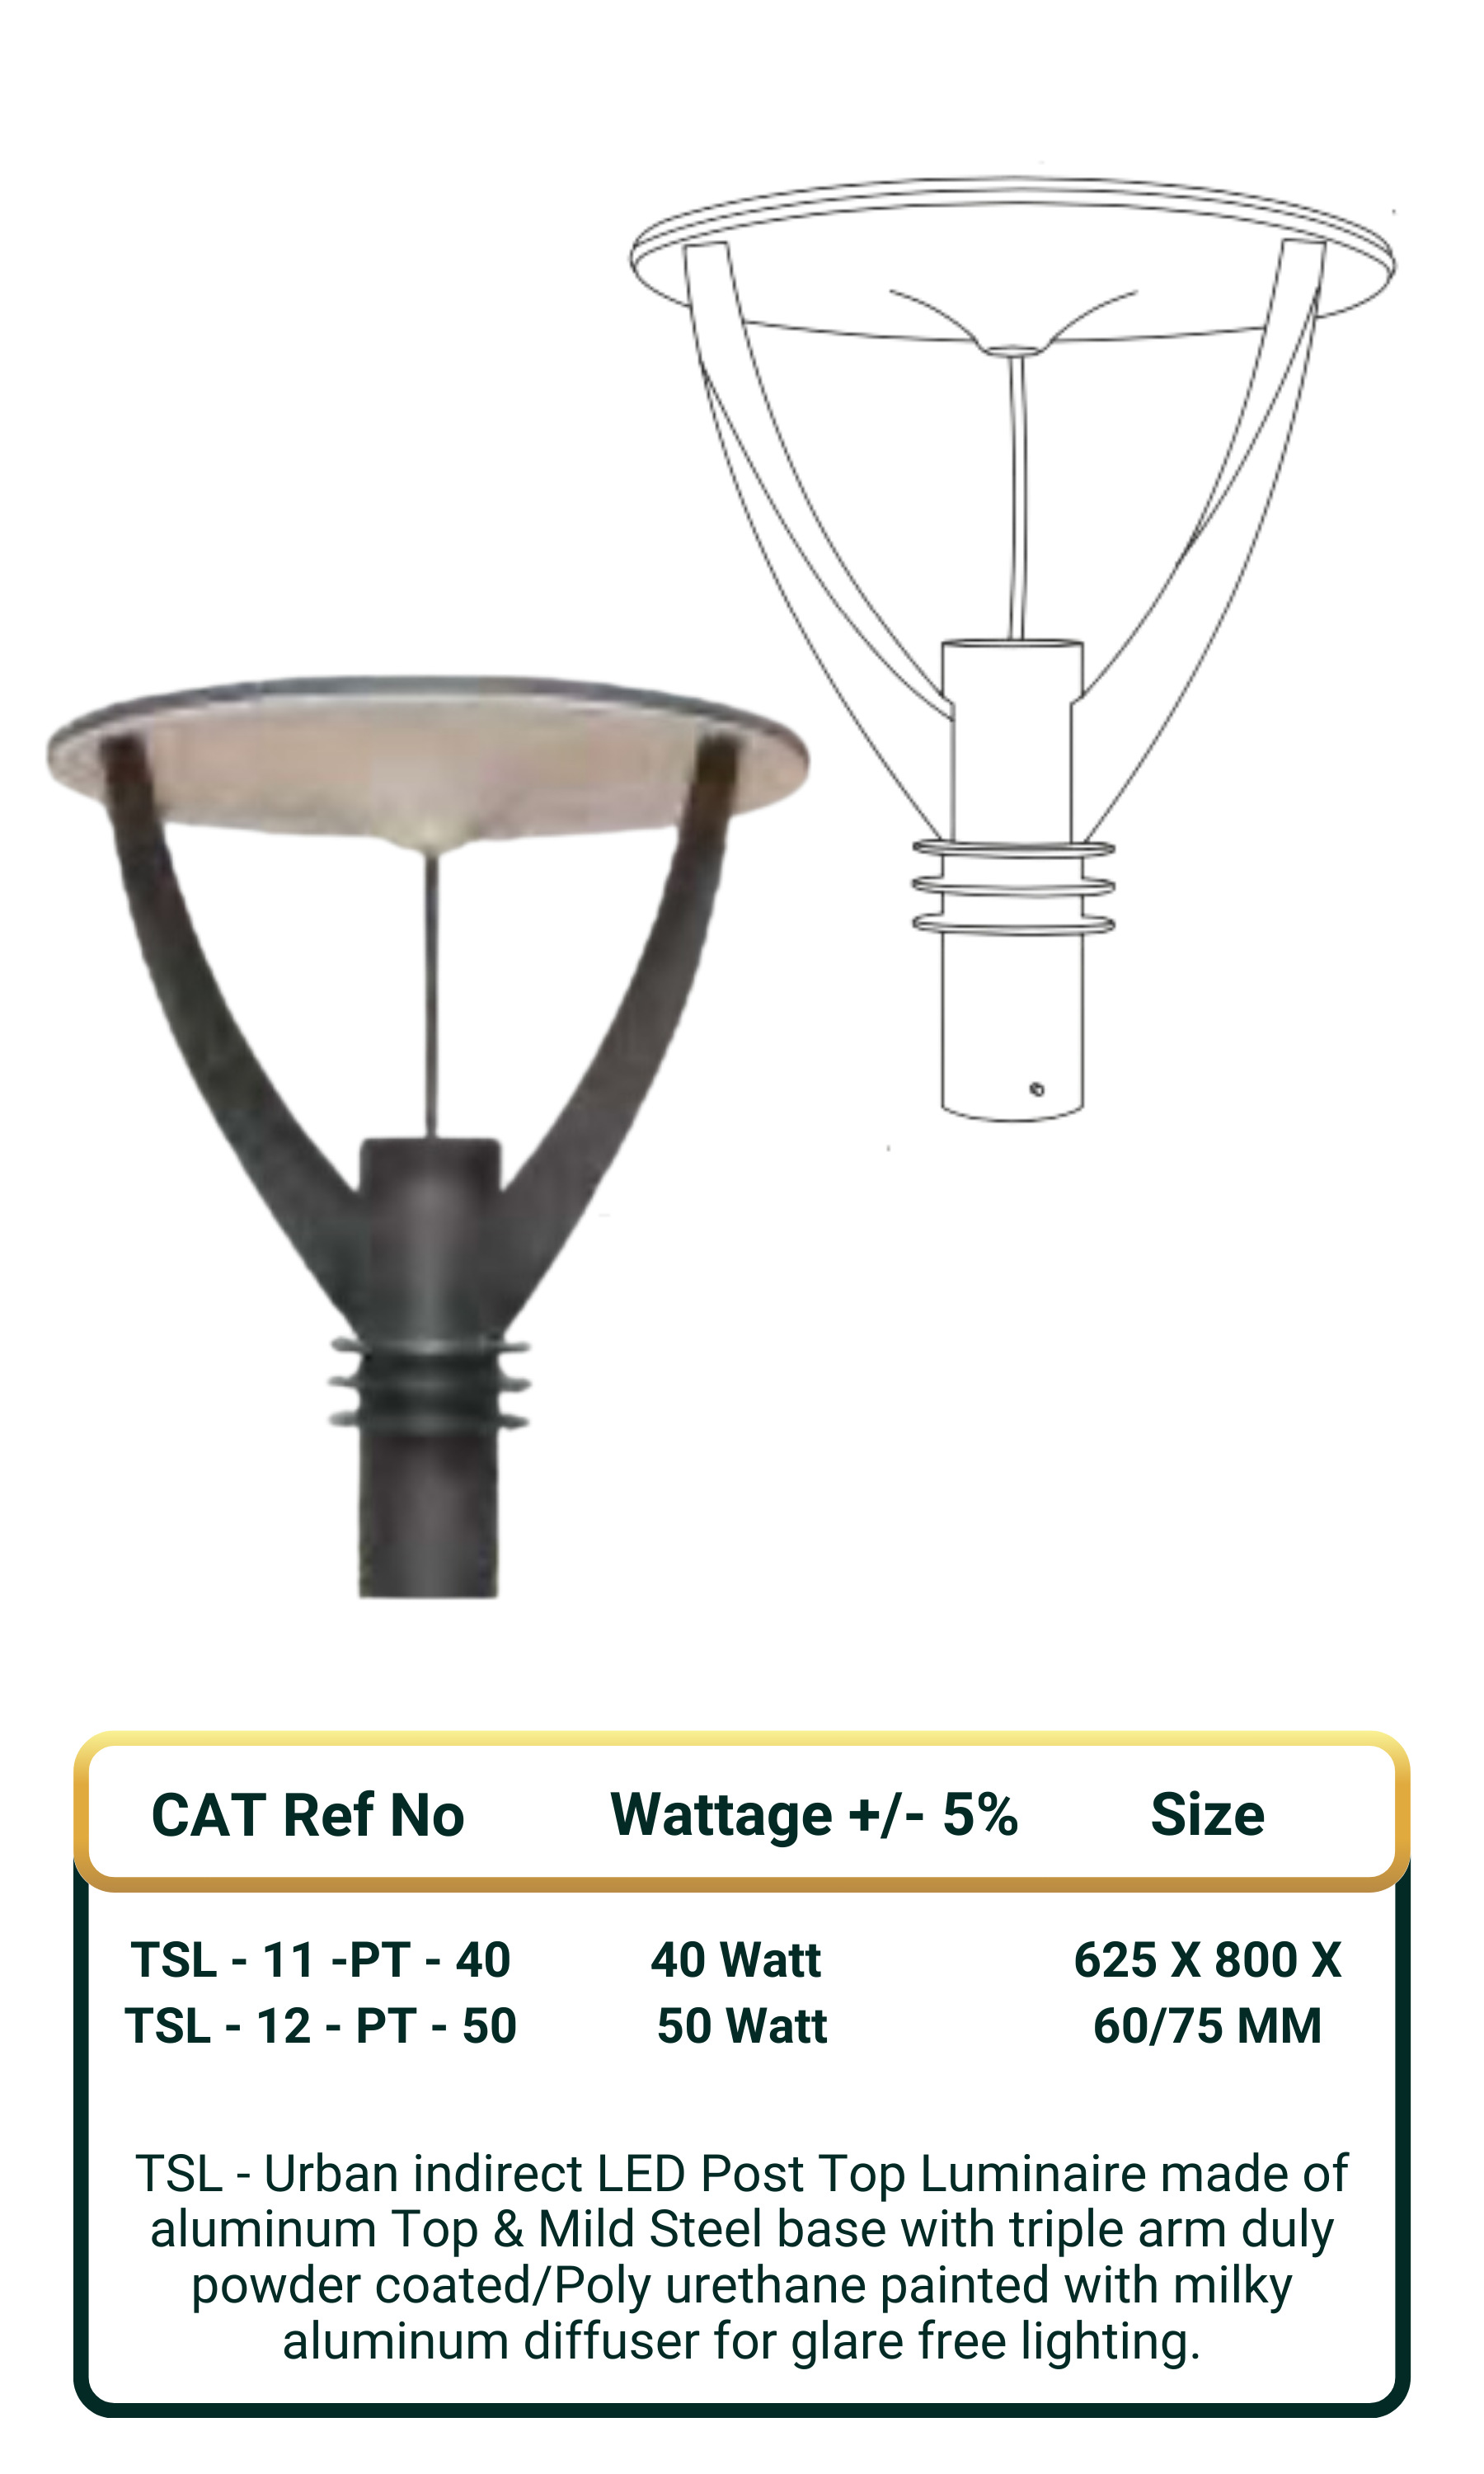 CAT Ref No Wattage +/- 5% Size
TSL - 11 -PT - 40 40 Watt 625 X 800 X
TSL - 12 - PT - 50 50 Watt 60/75 MM
TSL - Urban indirect LED Post Top Luminaire made of
aluminum Top & Mild Steel base with triple arm duly
powder coated/Poly urethane painted with milky
aluminum diffuser for glare free lighting.